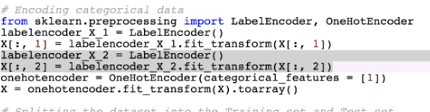 # Encoding categorical data
from sklearn.preprocessing import LabelEncoder, OneHotEncoder
labelencoder_X_1 = LabelEncoder()
X[:, 1] = labelencoder_X_1.fit_transform(X[:, 1])
labelencoder_X_2 = LabelEncoder()
X[:, 2] = labelencoder_X_2.fit_transform(X[:, 2])
onehotencoder = OneHotEncoder(categorical_features = [1])
X = onehotencoder.fit_transform(X).toarray()
# Splitting the dataset into the Training set and Test set